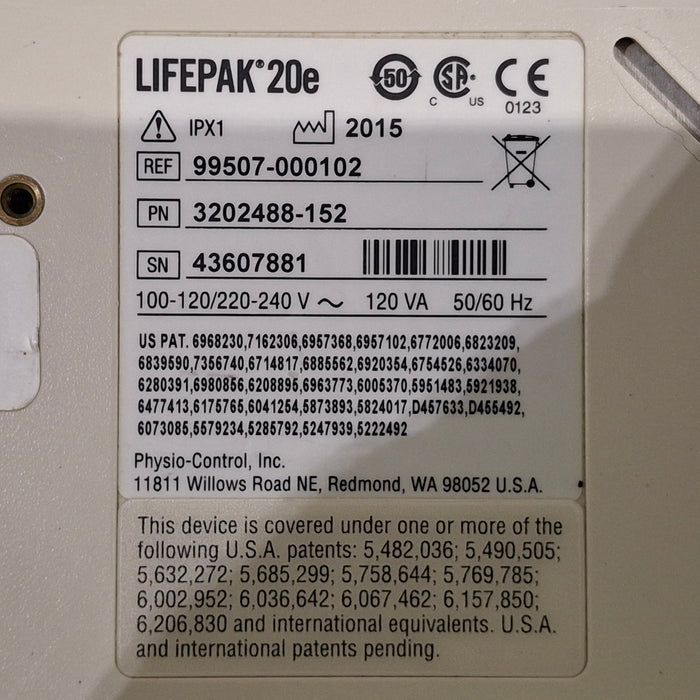 LIFEPAK® 20e
50 C SA US CE 0123
IPX1 2015
REF 99507-000102
PN 3202488-152
SN 43607881
100-120/220-240 V ~ 120 VA 50/60 Hz
US PAT. 6968230,7162306,6957368,6957102,6772006,6823209,
6839590,7356740,6714817,6885562,6920354,6754526,6334070,
6280391,6980856,6208895,6963773,6005370,5951483,5921938,
6477413,6175765,6041254,5873893,5824017,D457633,D455492,
6073085,5579234,5285792,5247939,5222492
Physio-Control, Inc.
11811 Willows Road NE, Redmond, WA 98052 U.S.A.
This device is covered under one or more of the
following U.S.A. patents: 5,482,036; 5,490,505;
5,632,272; 5,685,299; 5,758,644; 5,769,785;
6,002,952; 6,036,642; 6,067,462; 6,157,850;
6,206,830 and international equivalents. U.S.A.
and international patents pending.